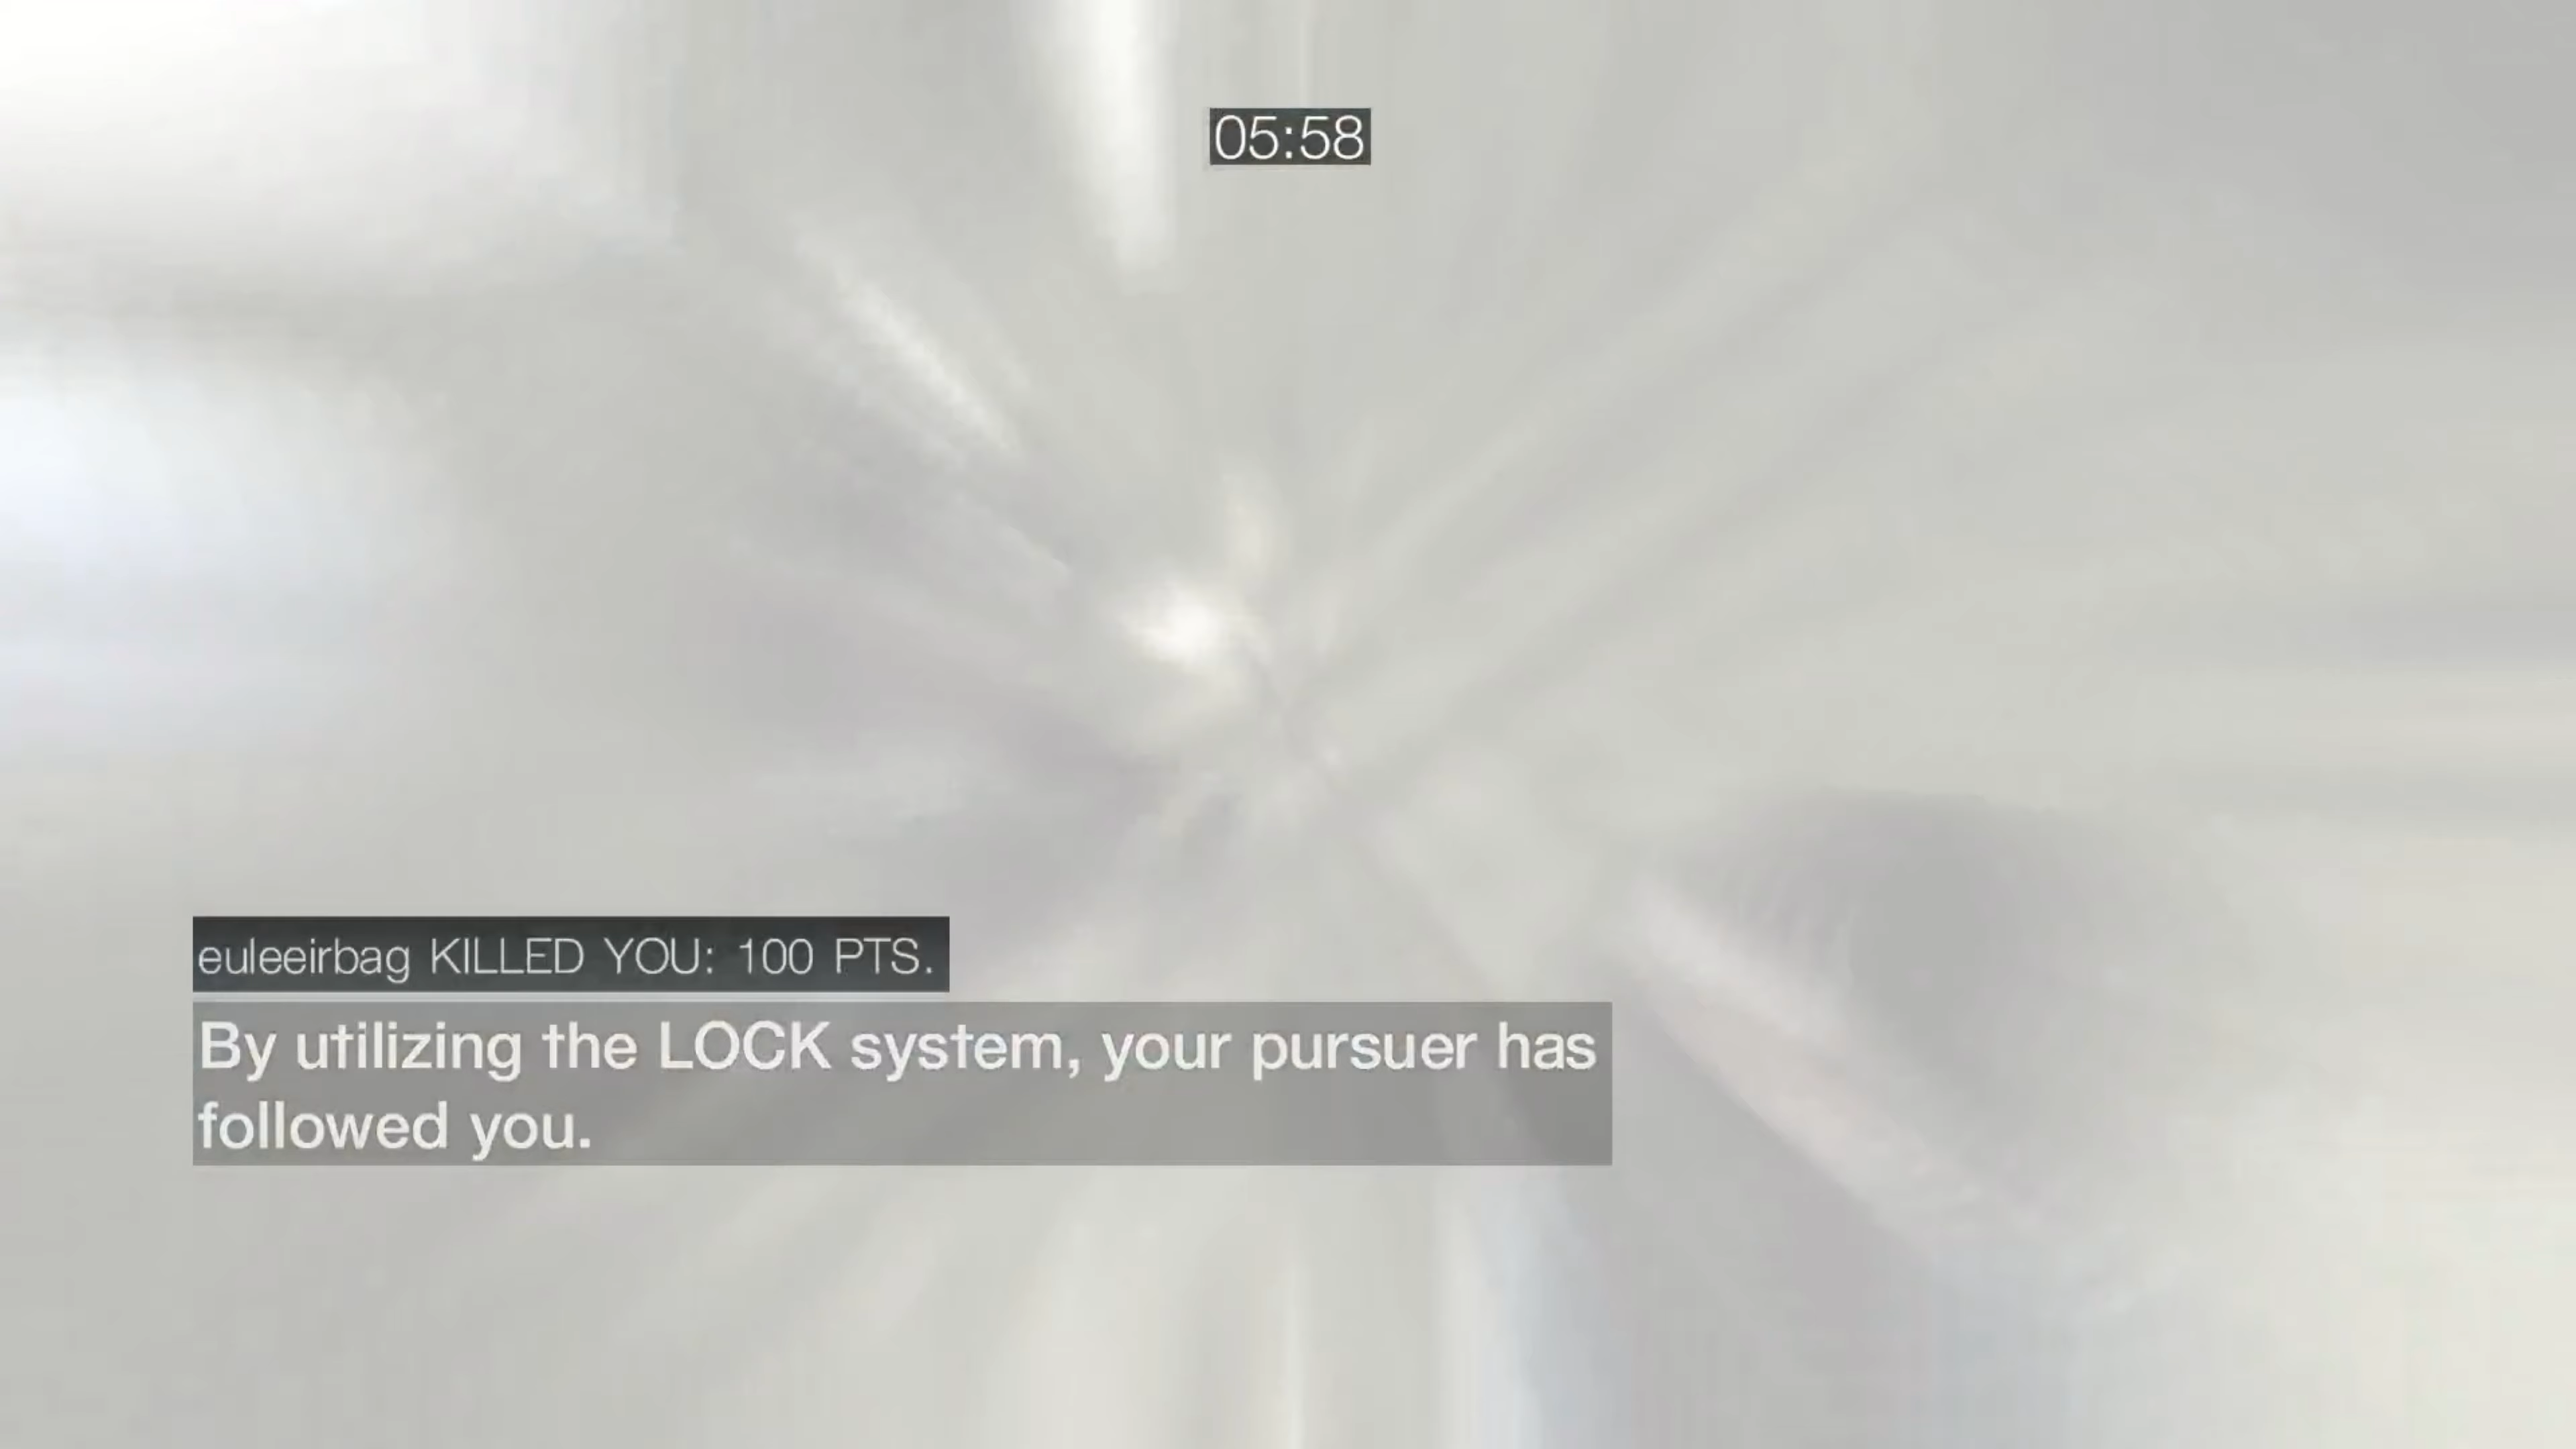 05:58
euleeirbag KILLED YOU: 100 PTS.
By utilizing the LOCK system, your pursuer has
followed you.